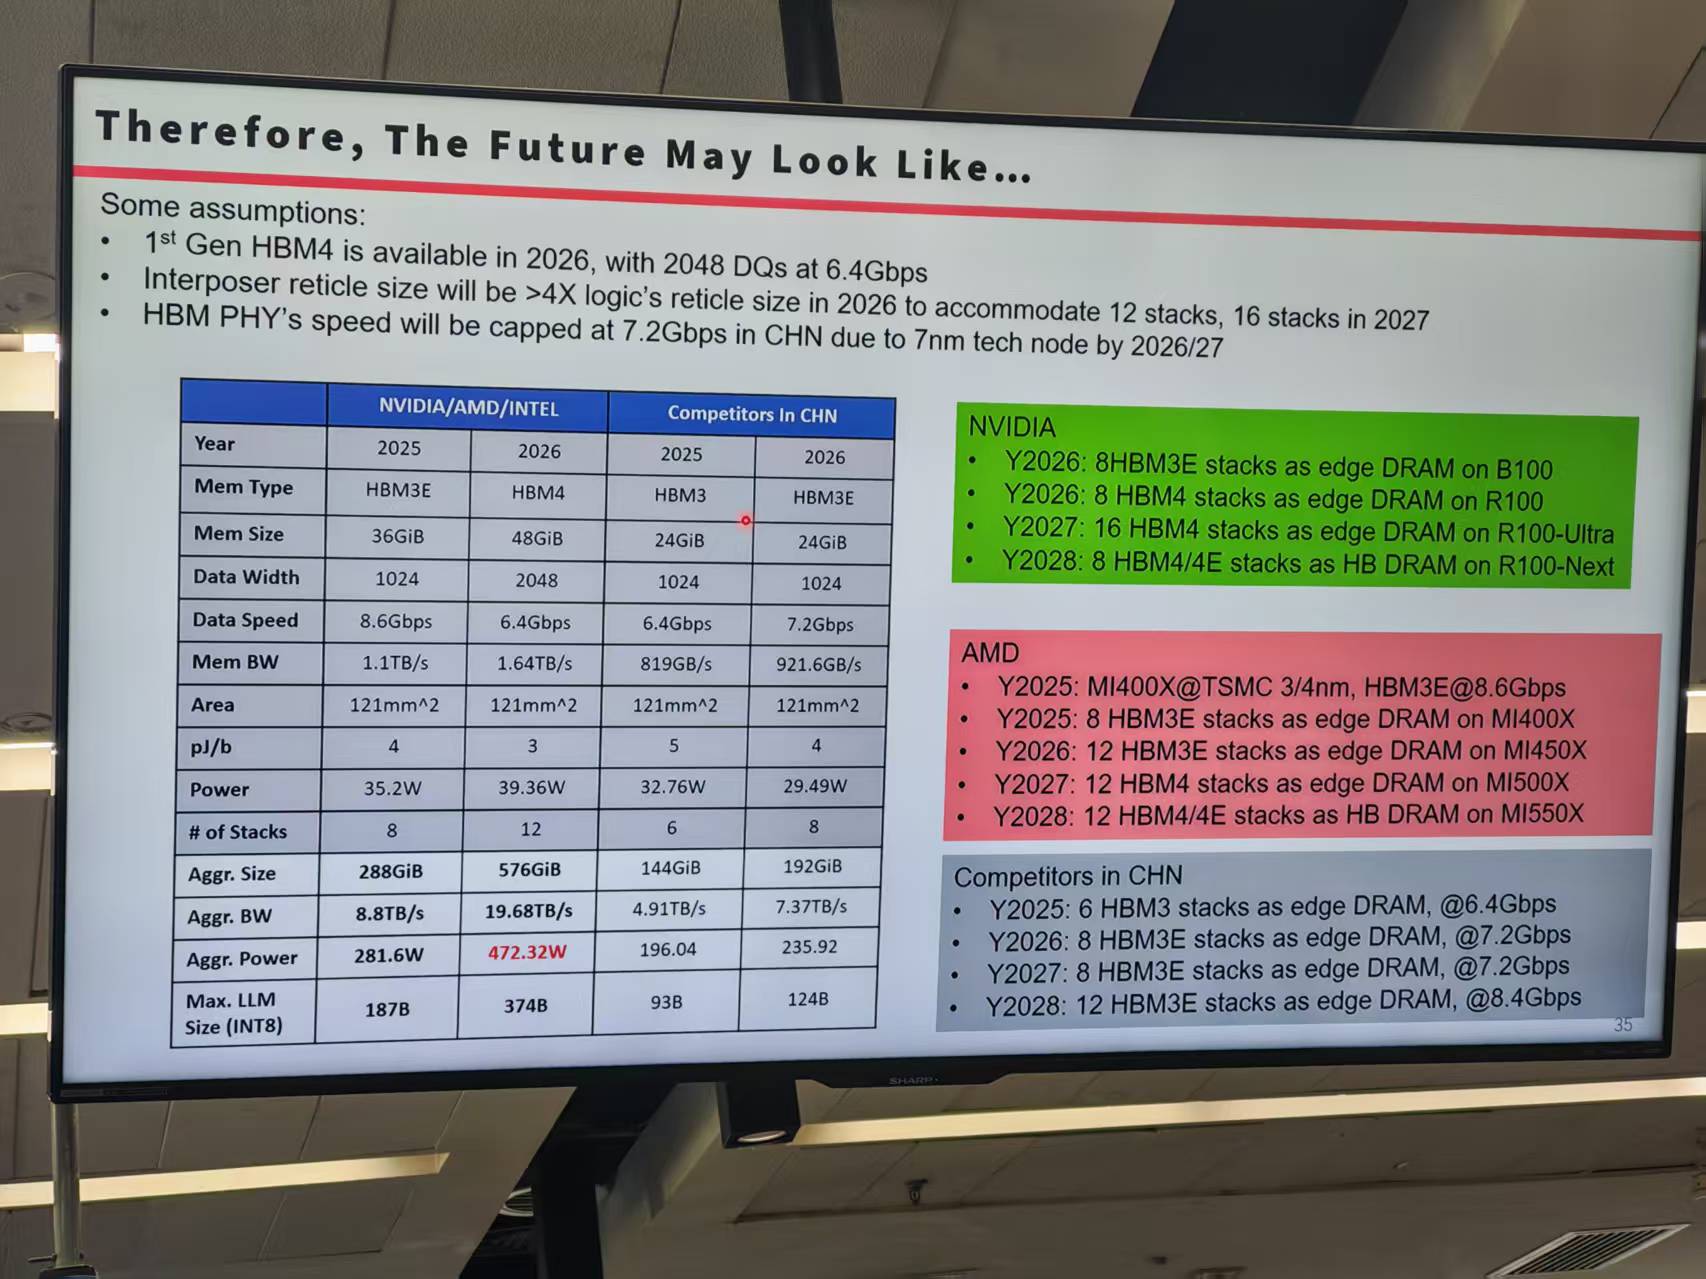 Therefore, The Future May Look Like...
Some assumptions:
• 1st Gen HBM4 is available in 2026, with 2048 DQs at 6.4Gbps
• Interposer reticle size will be >4X logic's reticle size in 2026 to accommodate 12 stacks, 16 stacks in 2027
• HBM PHY's speed will be capped at 7.2Gbps in CHN due to 7nm tech node by 2026/27
NVIDIA/AMD/INTEL Competitors In CHN
Year 2025 2026 2025 2026
Mem Type HBM3E HBM4 HBM3 HBM3E
Mem Size 36GiB 48GiB 24GiB 24GiB
Data Width 1024 2048 1024 1024
Data Speed 8.6Gbps 6.4Gbps 6.4Gbps 7.2Gbps
Mem BW 1.1TB/s 1.64TB/s 819GB/s 921.6GB/s
Area 121mm^2 121mm^2 121mm^2 121mm^2
pJ/b 4 3 5 4
Power 35.2W 39.36W 32.76W 29.49W
# of Stacks 8 12 6 8
Aggr. Size 288GiB 576GiB 144GiB 192GiB
Aggr. BW 8.8TB/s 19.68TB/s 4.91TB/s 7.37TB/s
Aggr. Power 281.6W 472.32W 196.04 235.92
Max. LLM
Size (INT8) 187B 374B 93B 124B
NVIDIA
• Y2026: 8HBM3E stacks as edge DRAM on B100
• Y2026: 8 HBM4 stacks as edge DRAM on R100
• Y2027: 16 HBM4 stacks as edge DRAM on R100-Ultra
• Y2028: 8 HBM4/4E stacks as HB DRAM on R100-Next
AMD
• Y2025: MI400X@TSMC 3/4nm, HBM3E@8.6Gbps
• Y2025: 8 HBM3E stacks as edge DRAM on MI400X
• Y2026: 12 HBM3E stacks as edge DRAM on MI450X
• Y2027: 12 HBM4 stacks as edge DRAM on MI500X
• Y2028: 12 HBM4/4E stacks as HB DRAM on MI550X
Competitors in CHN
• Y2025: 6 HBM3 stacks as edge DRAM, @6.4Gbps
• Y2026: 8 HBM3E stacks as edge DRAM, @7.2Gbps
• Y2027: 8 HBM3E stacks as edge DRAM, @7.2Gbps
• Y2028: 12 HBM3E stacks as edge DRAM, @8.4Gbps
35
SHARP